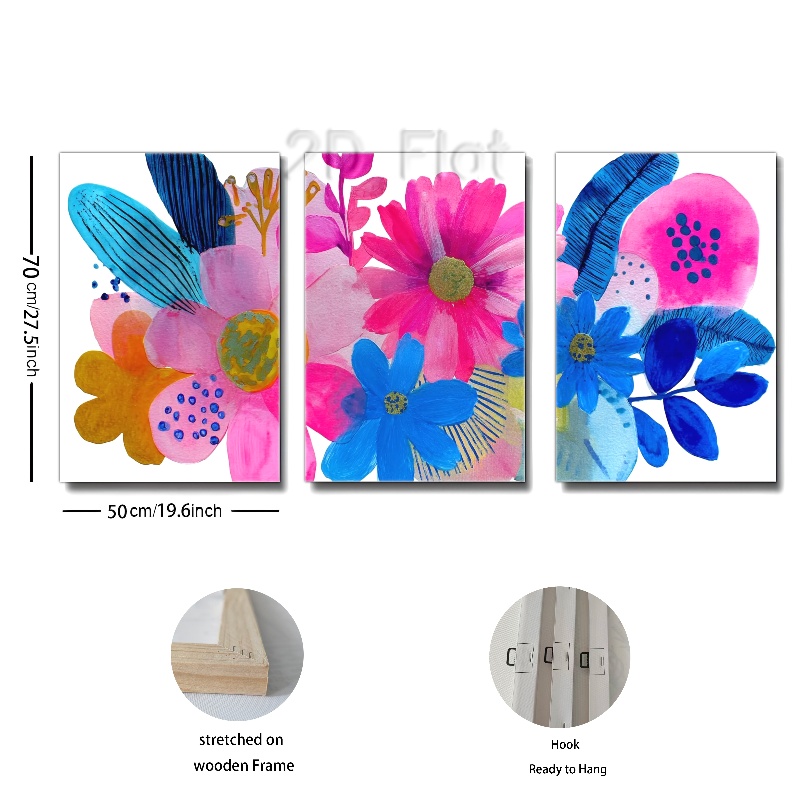 2D Flat
70 cm/27.5inch
50 cm/19.6inch
stretched on
wooden Frame
Hook
Ready to Hang